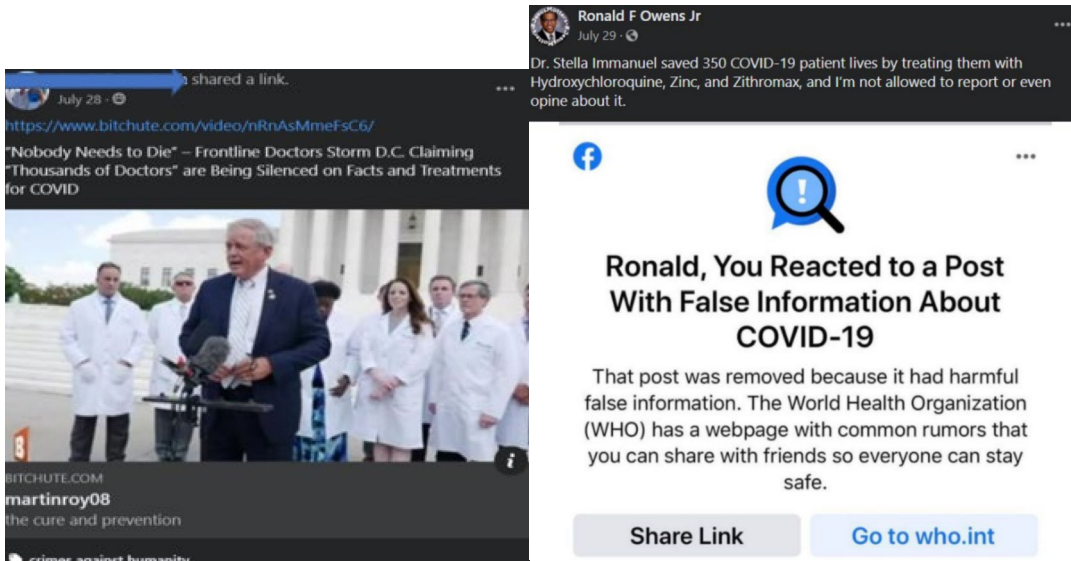 shared a link.
July 28 ·
https://www.bitchute.com/video/nRnAsMmeFsC6/
"Nobody Needs to Die" – Frontline Doctors Storm D.C. Claiming
"Thousands of Doctors" are Being Silenced on Facts and Treatments
for COVID
BITCHUTE.COM
martinroy08
the cure and prevention
crimes against humanity
Ronald F Owens Jr
July 29 ·
Dr. Stella Immanuel saved 350 COVID-19 patient lives by treating them with
Hydroxychloroquine, Zinc, and Zithromax, and I'm not allowed to report or even
opine about it.
Ronald, You Reacted to a Post
With False Information About
COVID-19
That post was removed because it had harmful
false information. The World Health Organization
(WHO) has a webpage with common rumors that
you can share with friends so everyone can stay
safe.
Share Link
Go to who.int